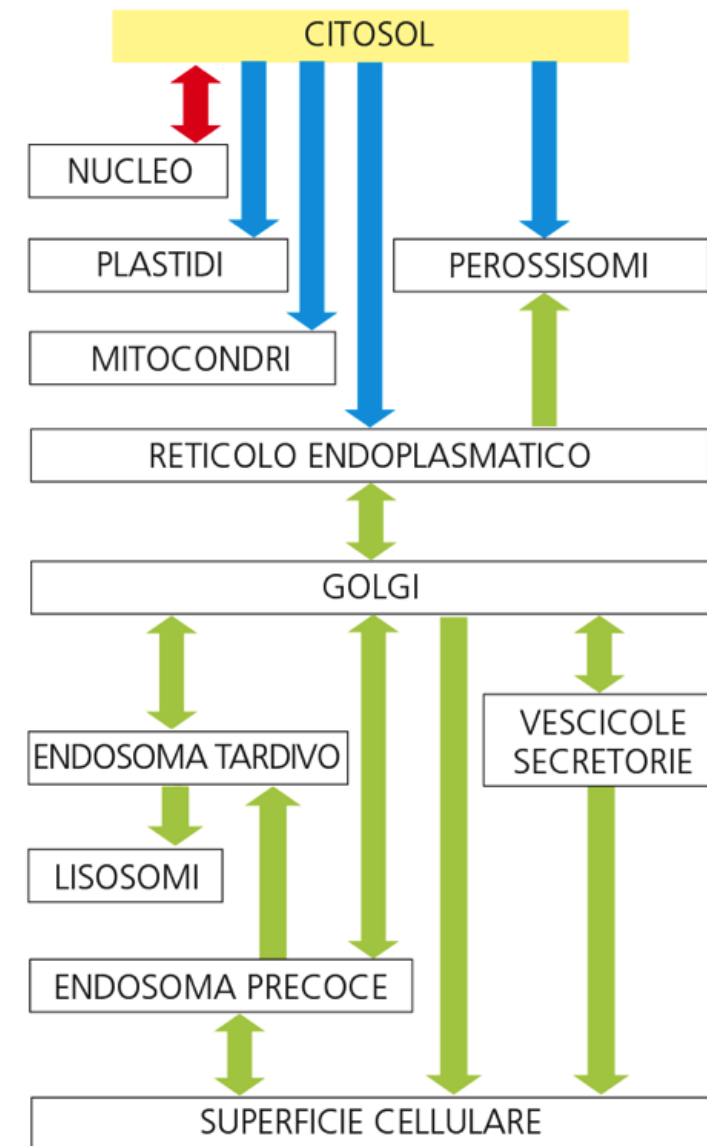 CITOSOL
NUCLEO
PLASTIDI
PEROSSISOMI
MITOCONDRI
RETICOLO ENDOPLASMATICO
GOLGI
VESCICOLE
SECRETORIE
ENDOSOMA TARDIVO
LISOSOMI
ENDOSOMA PRECOCE
SUPERFICIE CELLULARE